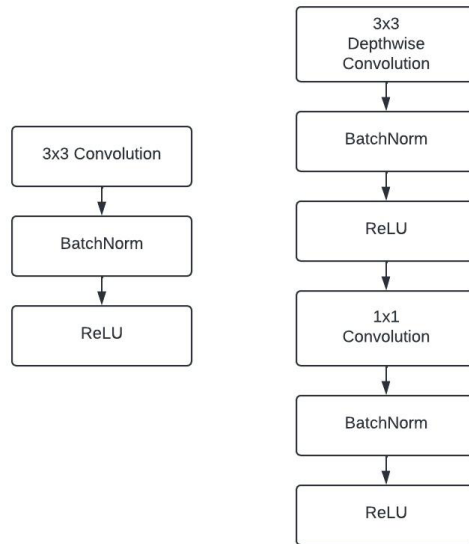 3x3 Convolution
BatchNorm
ReLU
3x3
Depthwise
Convolution
BatchNorm
ReLU
1x1
Convolution
BatchNorm
ReLU